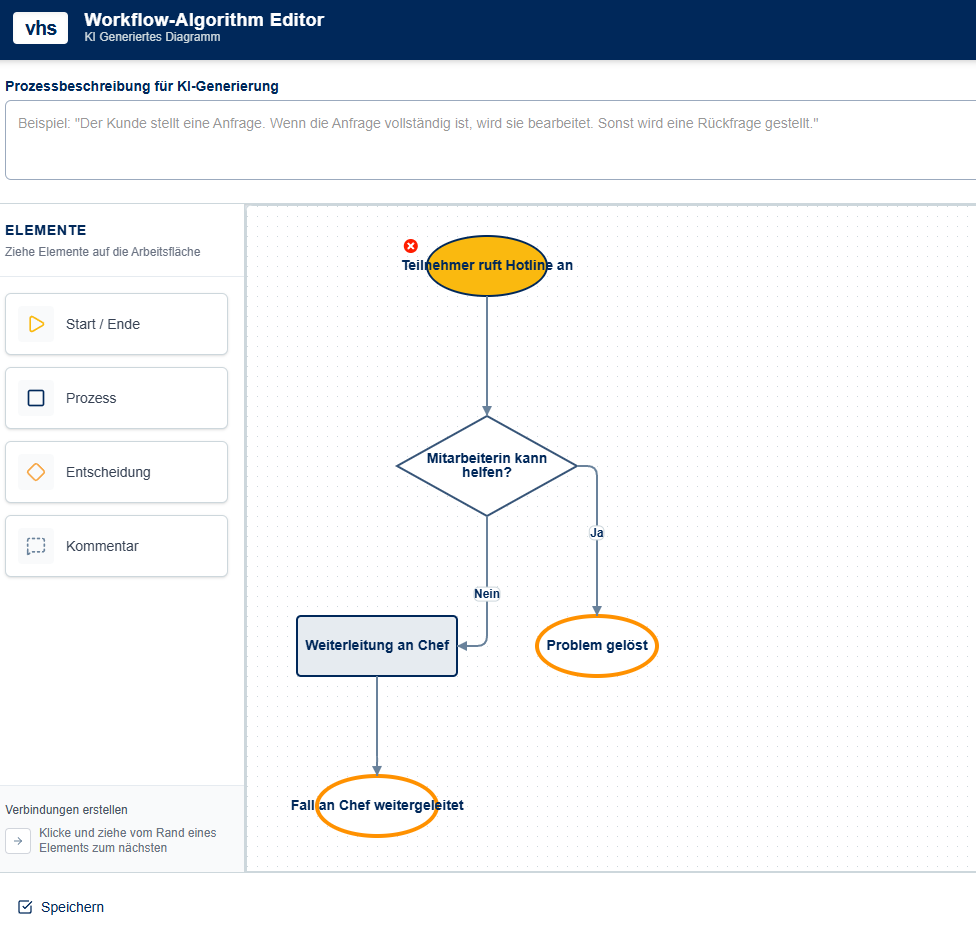 vhs
Workflow-Algorithm Editor
KI Generiertes Diagramm
Prozessbeschreibung für KI-Generierung
Beispiel: "Der Kunde stellt eine Anfrage. Wenn die Anfrage vollständig ist, wird sie bearbeitet. Sonst wird eine Rückfrage gestellt."
ELEMENTE
Ziehe Elemente auf die Arbeitsfläche
Start / Ende
Prozess
Entscheidung
Kommentar
Verbindungen erstellen
Klicke und ziehe vom Rand eines
Elements zum nächsten
Teilnehmer ruft Hotline an
Mitarbeiterin kann
helfen?
Ja
Nein
Weiterleitung an Chef
Problem gelöst
Fall an Chef weitergeleitet
Speichern